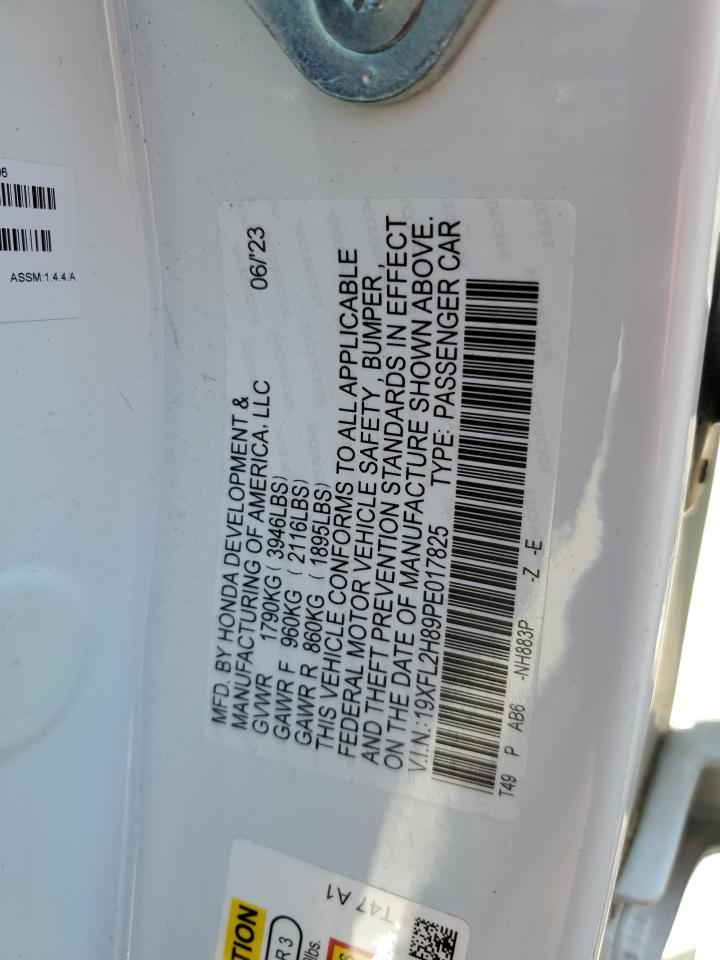 MFD. BY HONDA DEVELOPMENT &
MANUFACTURING OF AMERICA, LLC 06/'23
GVWR 1790KG ( 3946LBS)
GAWR F 960KG ( 2116LBS)
GAWR R 860KG ( 1895LBS)
THIS VEHICLE CONFORMS TO ALL APPLICABLE
FEDERAL MOTOR VEHICLE SAFETY, BUMPER,
AND THEFT PREVENTION STANDARDS IN EFFECT
ON THE DATE OF MANUFACTURE SHOWN ABOVE.
V.I.N.:19XFL2H89PE017825 TYPE: PASSENGER CAR
T49 P AB6 -NH883P -Z -E
ASSM:1.4.4.A
T47 A1